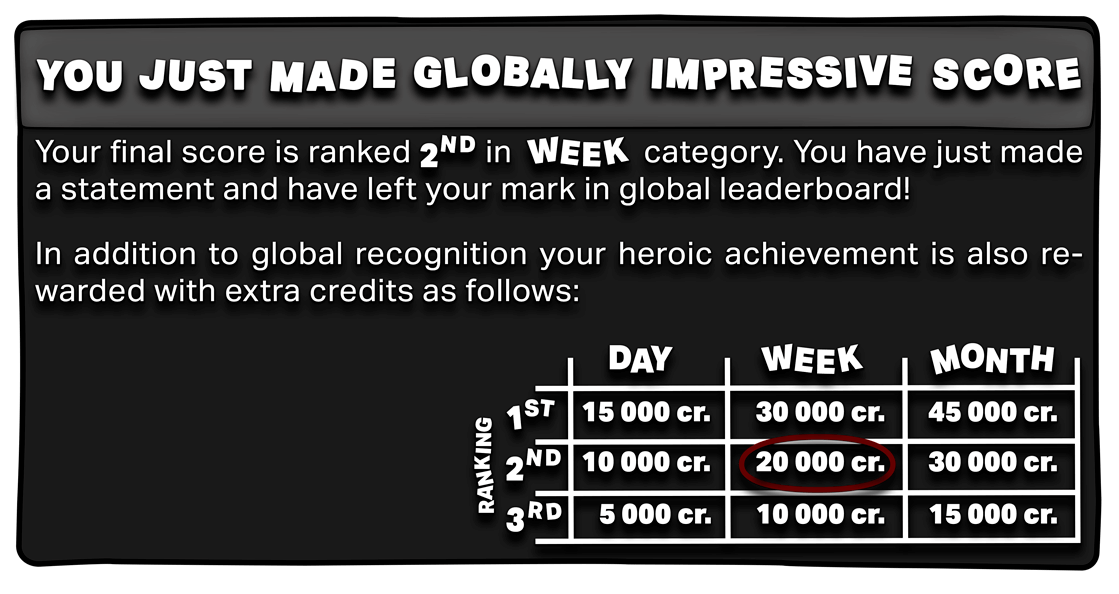 YOU JUST MADE GLOBALLY IMPRESSIVE SCORE
Your final score is ranked 2ND in WEEK category. You have just made
a statement and have left your mark in global leaderboard!
In addition to global recognition your heroic achievement is also re-
warded with extra credits as follows:
DAY WEEK MONTH
RANKING
1ST 15 000 cr. 30 000 cr. 45 000 cr.
2ND 10 000 cr. 20 000 cr. 30 000 cr.
3RD 5 000 cr. 10 000 cr. 15 000 cr.